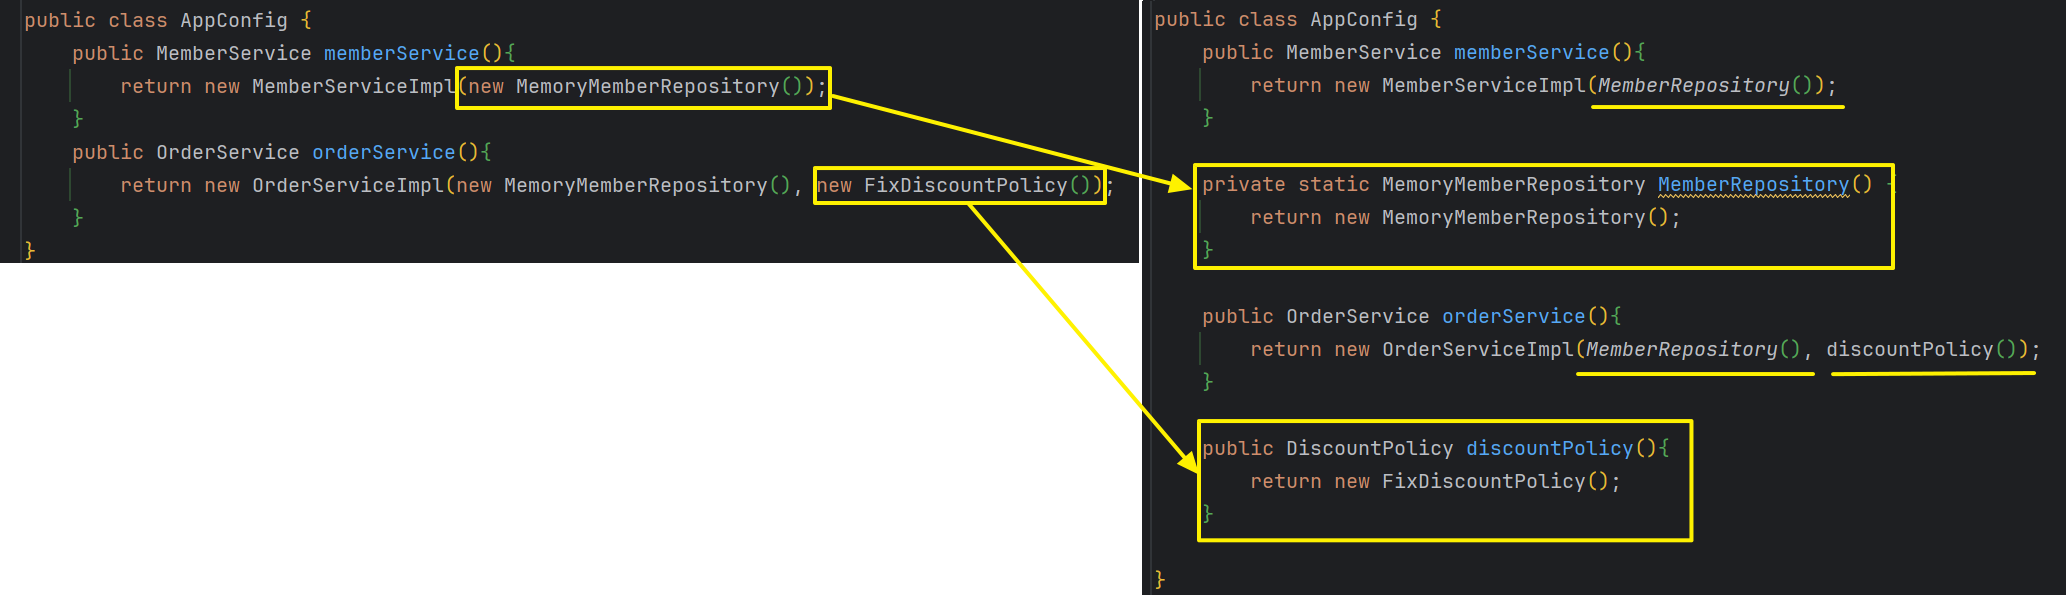 public class AppConfig {
public MemberService memberService(){
return new MemberServiceImpl(new MemoryMemberRepository());
}
public OrderService orderService(){
return new OrderServiceImpl(new MemoryMemberRepository(), new FixDiscountPolicy());
}
}
public class AppConfig {
public MemberService memberService(){
return new MemberServiceImpl(MemberRepository());
}
private static MemoryMemberRepository MemberRepository() {
return new MemoryMemberRepository();
}
public OrderService orderService(){
return new OrderServiceImpl(MemberRepository(), discountPolicy());
}
public DiscountPolicy discountPolicy(){
return new FixDiscountPolicy();
}
}